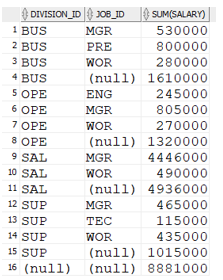 DIVISION_ID JOB_ID SUM(SALARY)
1 BUS MGR 530000
2 BUS PRE 800000
3 BUS WOR 280000
4 BUS (null) 1610000
5 OPE ENG 245000
6 OPE MGR 805000
7 OPE WOR 270000
8 OPE (null) 1320000
9 SAL MGR 4446000
10 SAL WOR 490000
11 SAL (null) 4936000
12 SUP MGR 465000
13 SUP TEC 115000
14 SUP WOR 435000
15 SUP (null) 1015000
16 (null) (null) 8881000